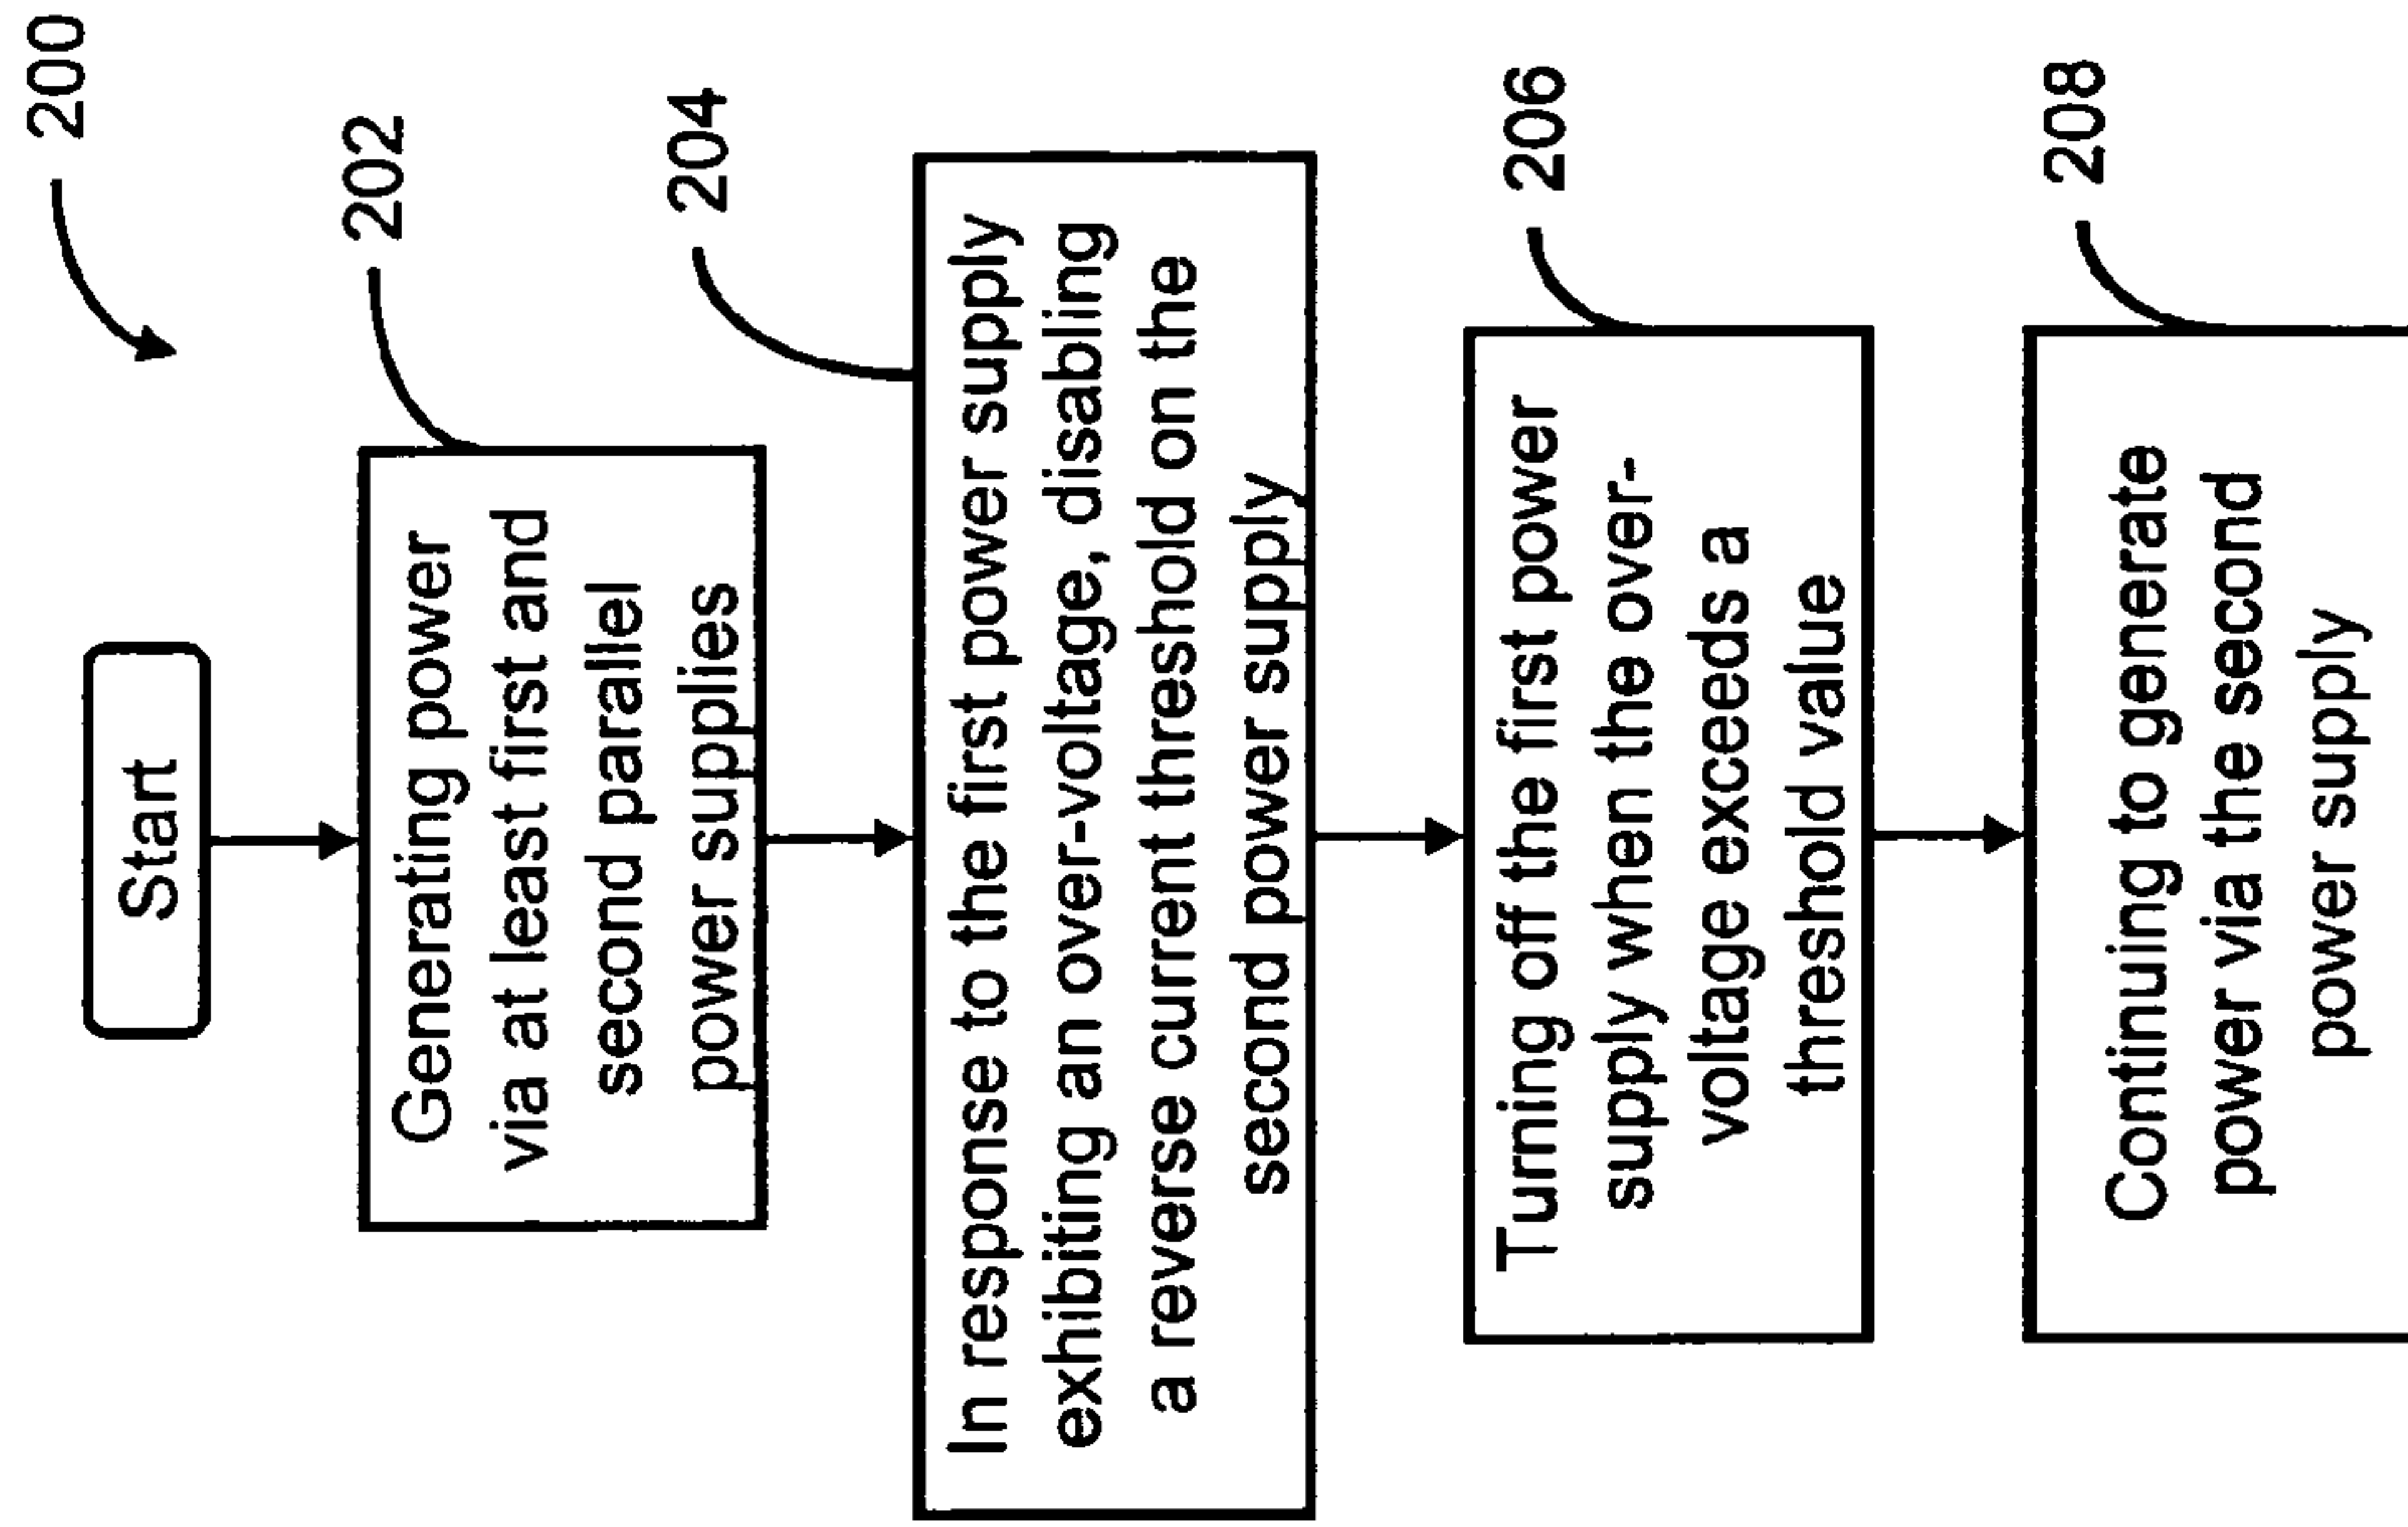 200
Start
202
Generating power
via at least first and
second parallel
power supplies
204
In response to the first power supply
exhibiting an over-voltage, disabling
a reverse current threshold on the
second power supply
206
Turning off the first power
supply when the over-
voltage exceeds a
threshold value
208
Continuing to generate
power via the second
power supply